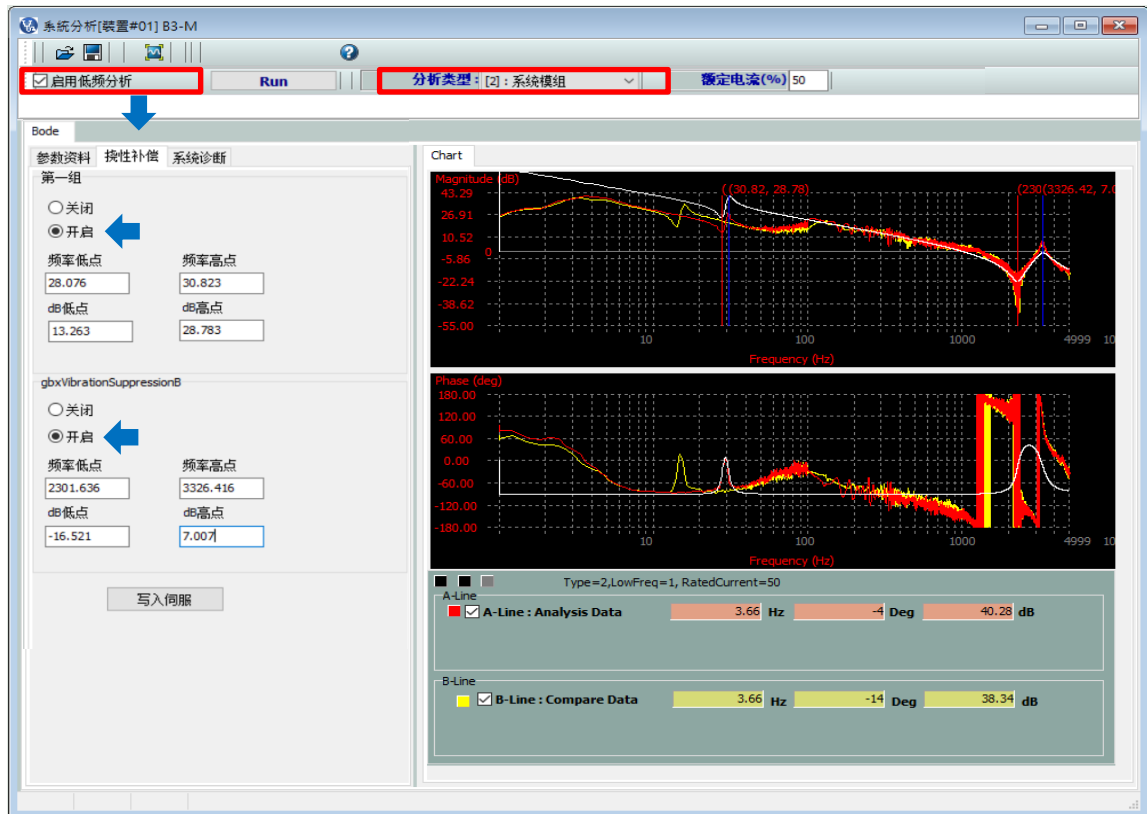 系統分析[裝置#01] B3-M
启用低频分析 Run 分析类型: [2] : 系统模组 额定电流(%) 50
Bode
参数资料 挠性补偿 系统诊断
第一组
关闭
开启
频率低点 频率高点
28.076 30.823
dB低点 dB高点
13.263 28.783
gbxVibrationSuppressionB
关闭
开启
频率低点 频率高点
2301.636 3326.416
dB低点 dB高点
-16.521 7.007
写入伺服
Chart
Magnitude (dB)
43.29
26.91
10.52
-5.86
-22.24
-38.62
-55.00
0
(30.82, 28.78)
(230(3326.42, 7.0
10 100 1000 4999 10
Frequency (Hz)
Phase (deg)
180.00
120.00
60.00
0.00
-60.00
-120.00
-180.00
10 100 1000 4999 10
Frequency (Hz)
Type=2,LowFreq=1, RatedCurrent=50
A-Line
A-Line : Analysis Data 3.66 Hz -4 Deg 40.28 dB
B-Line
B-Line : Compare Data 3.66 Hz -14 Deg 38.34 dB